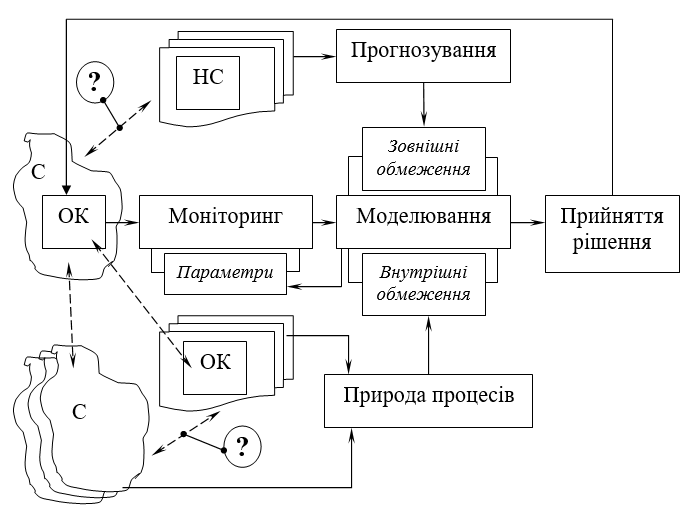 Прогнозування
НС
?
Зовнішні
обмеження
С
ОК
Моніторинг
Моделювання
Прийняття
рішення
Параметри
Внутрішні
обмеження
ОК
Природа процесів
С
?